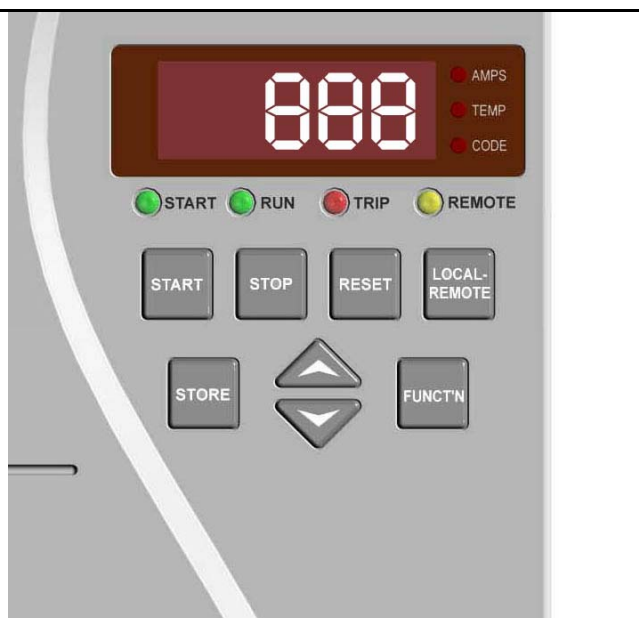 888
AMPS
TEMP
CODE
START RUN TRIP REMOTE
START STOP RESET LOCAL-
REMOTE
STORE FUNCT'N